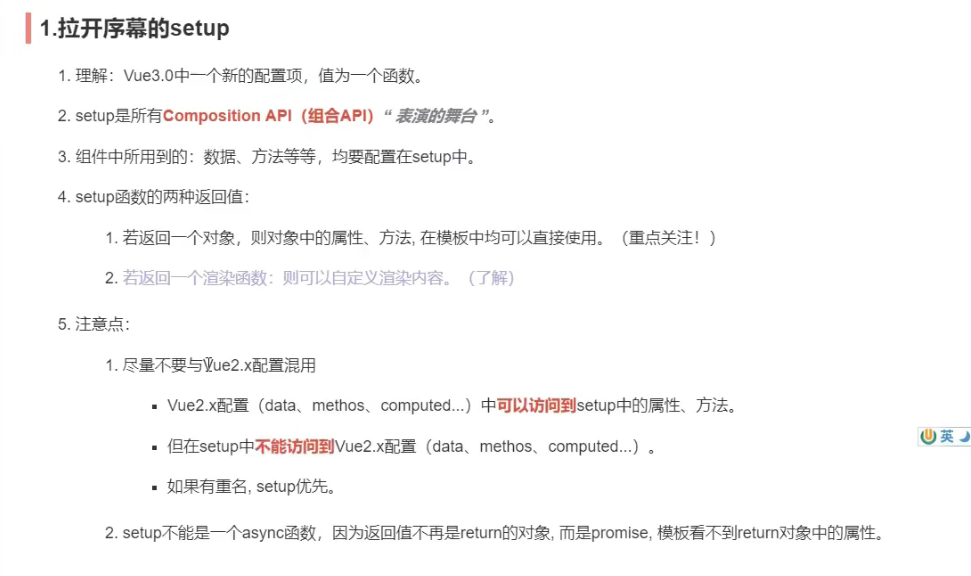 1.拉开序幕的setup
1. 理解：Vue3.0中一个新的配置项，值为一个函数。
2. setup是所有Composition API（组合API）“ 表演的舞台 ”。
3. 组件中所用到的：数据、方法等等，均要配置在setup中。
4. setup函数的两种返回值：
1. 若返回一个对象，则对象中的属性、方法, 在模板中均可以直接使用。（重点关注！）
2. 若返回一个渲染函数：则可以自定义渲染内容。（了解）
5. 注意点：
1. 尽量不要与Vue2.x配置混用
▪ Vue2.x配置（data、methos、computed...）中可以访问到setup中的属性、方法。
▪ 但在setup中不能访问到Vue2.x配置（data、methos、computed...）。
▪ 如果有重名, setup优先。
2. setup不能是一个async函数，因为返回值不再是return的对象, 而是promise, 模板看不到return对象中的属性。
英